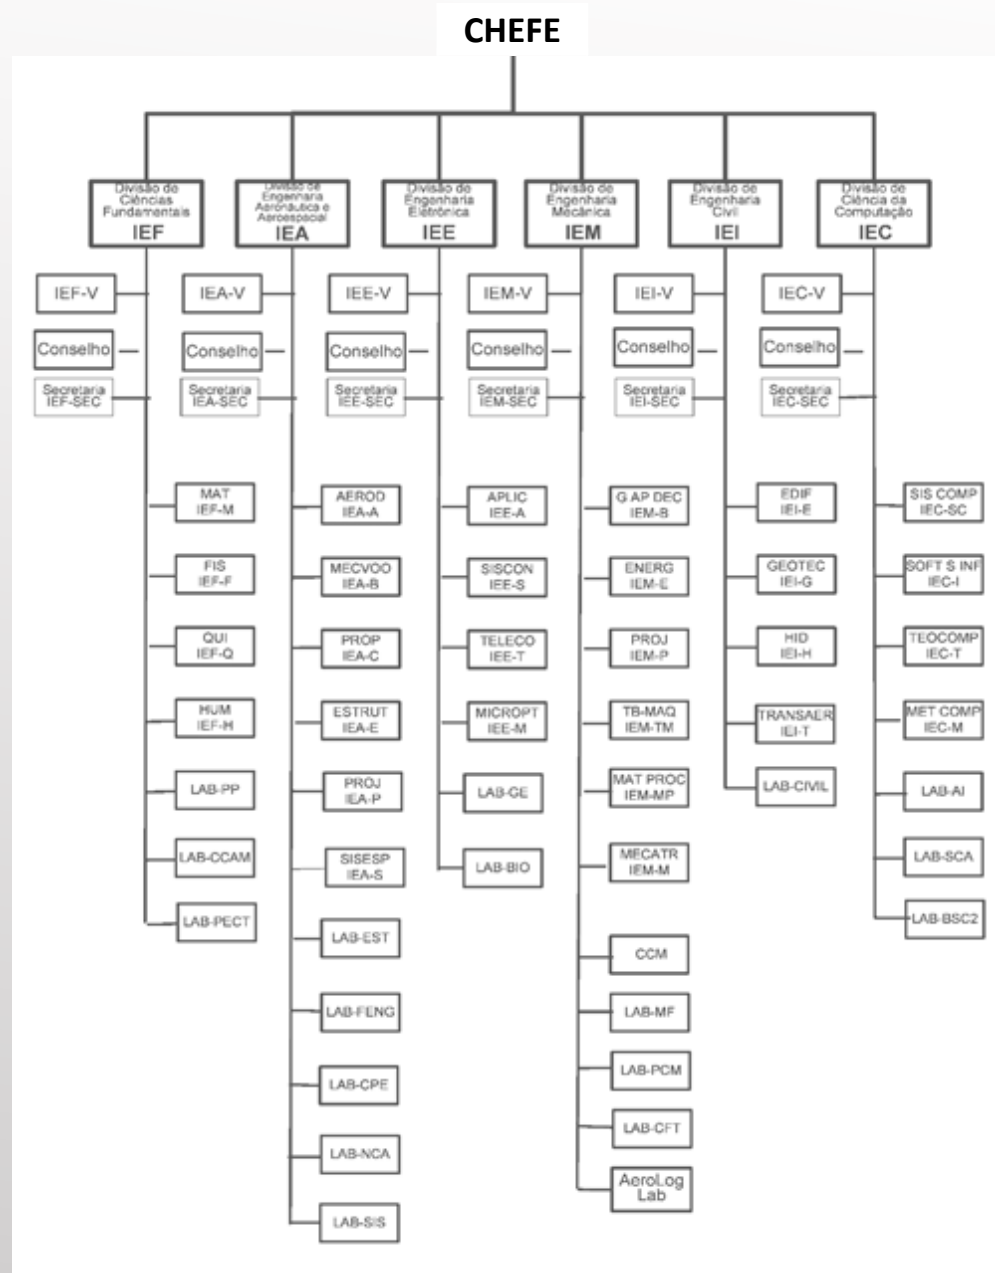 CHEFE
Divisão de
Ciências
Fundamentais
IEF
Divisão de
Engenharia
Aeronáutica e
Aeroespacial
IEA
Divisão de
Engenharia
Eletrônica
IEE
Divisão de
Engenharia
Mecânica
IEM
Divisão de
Engenharia
Civil
IEI
Divisão de
Ciência da
Computação
IEC
IEF-V
IEA-V
IEE-V
IEM-V
IEI-V
IEC-V
Conselho
Conselho
Conselho
Conselho
Conselho
Conselho
Secretaria
IEF-SEC
Secretaria
IEA-SEC
Secretaria
IEE-SEC
Secretaria
IEM-SEC
Secretaria
IEI-SEC
Secretaria
IEC-SEC
MAT
IEF-M
AEROD
IEA-A
APLIC
IEE-A
G AP DEC
IEM-B
EDIF
IEI-E
SIS COMP
IEC-SC
FIS
IEF-F
MECVOO
IEA-B
SISCON
IEE-S
ENERG
IEM-E
GEOTEC
IEI-G
SOFT S INF
IEC-I
QUI
IEF-Q
PROP
IEA-C
TELECO
IEE-T
PROJ
IEM-P
HID
IEI-H
TEOCOMP
IEC-T
HUM
IEF-H
ESTRUT
IEA-E
MICROPT
IEE-M
TB-MAQ
IEM-TM
TRANSAER
IEI-T
MET COMP
IEC-M
LAB-PP
PROJ
IEA-P
LAB-GE
MAT PROC
IEM-MP
LAB-CIVIL
LAB-AI
LAB-CCAM
SISESP
IEA-S
LAB-BIO
MECATR
IEM-M
LAB-SCA
LAB-PECT
LAB-EST
CCM
LAB-BSC2
LAB-FENG
LAB-MF
LAB-CPE
LAB-PCM
LAB-NCA
LAB-CFT
LAB-SIS
AeroLog
Lab